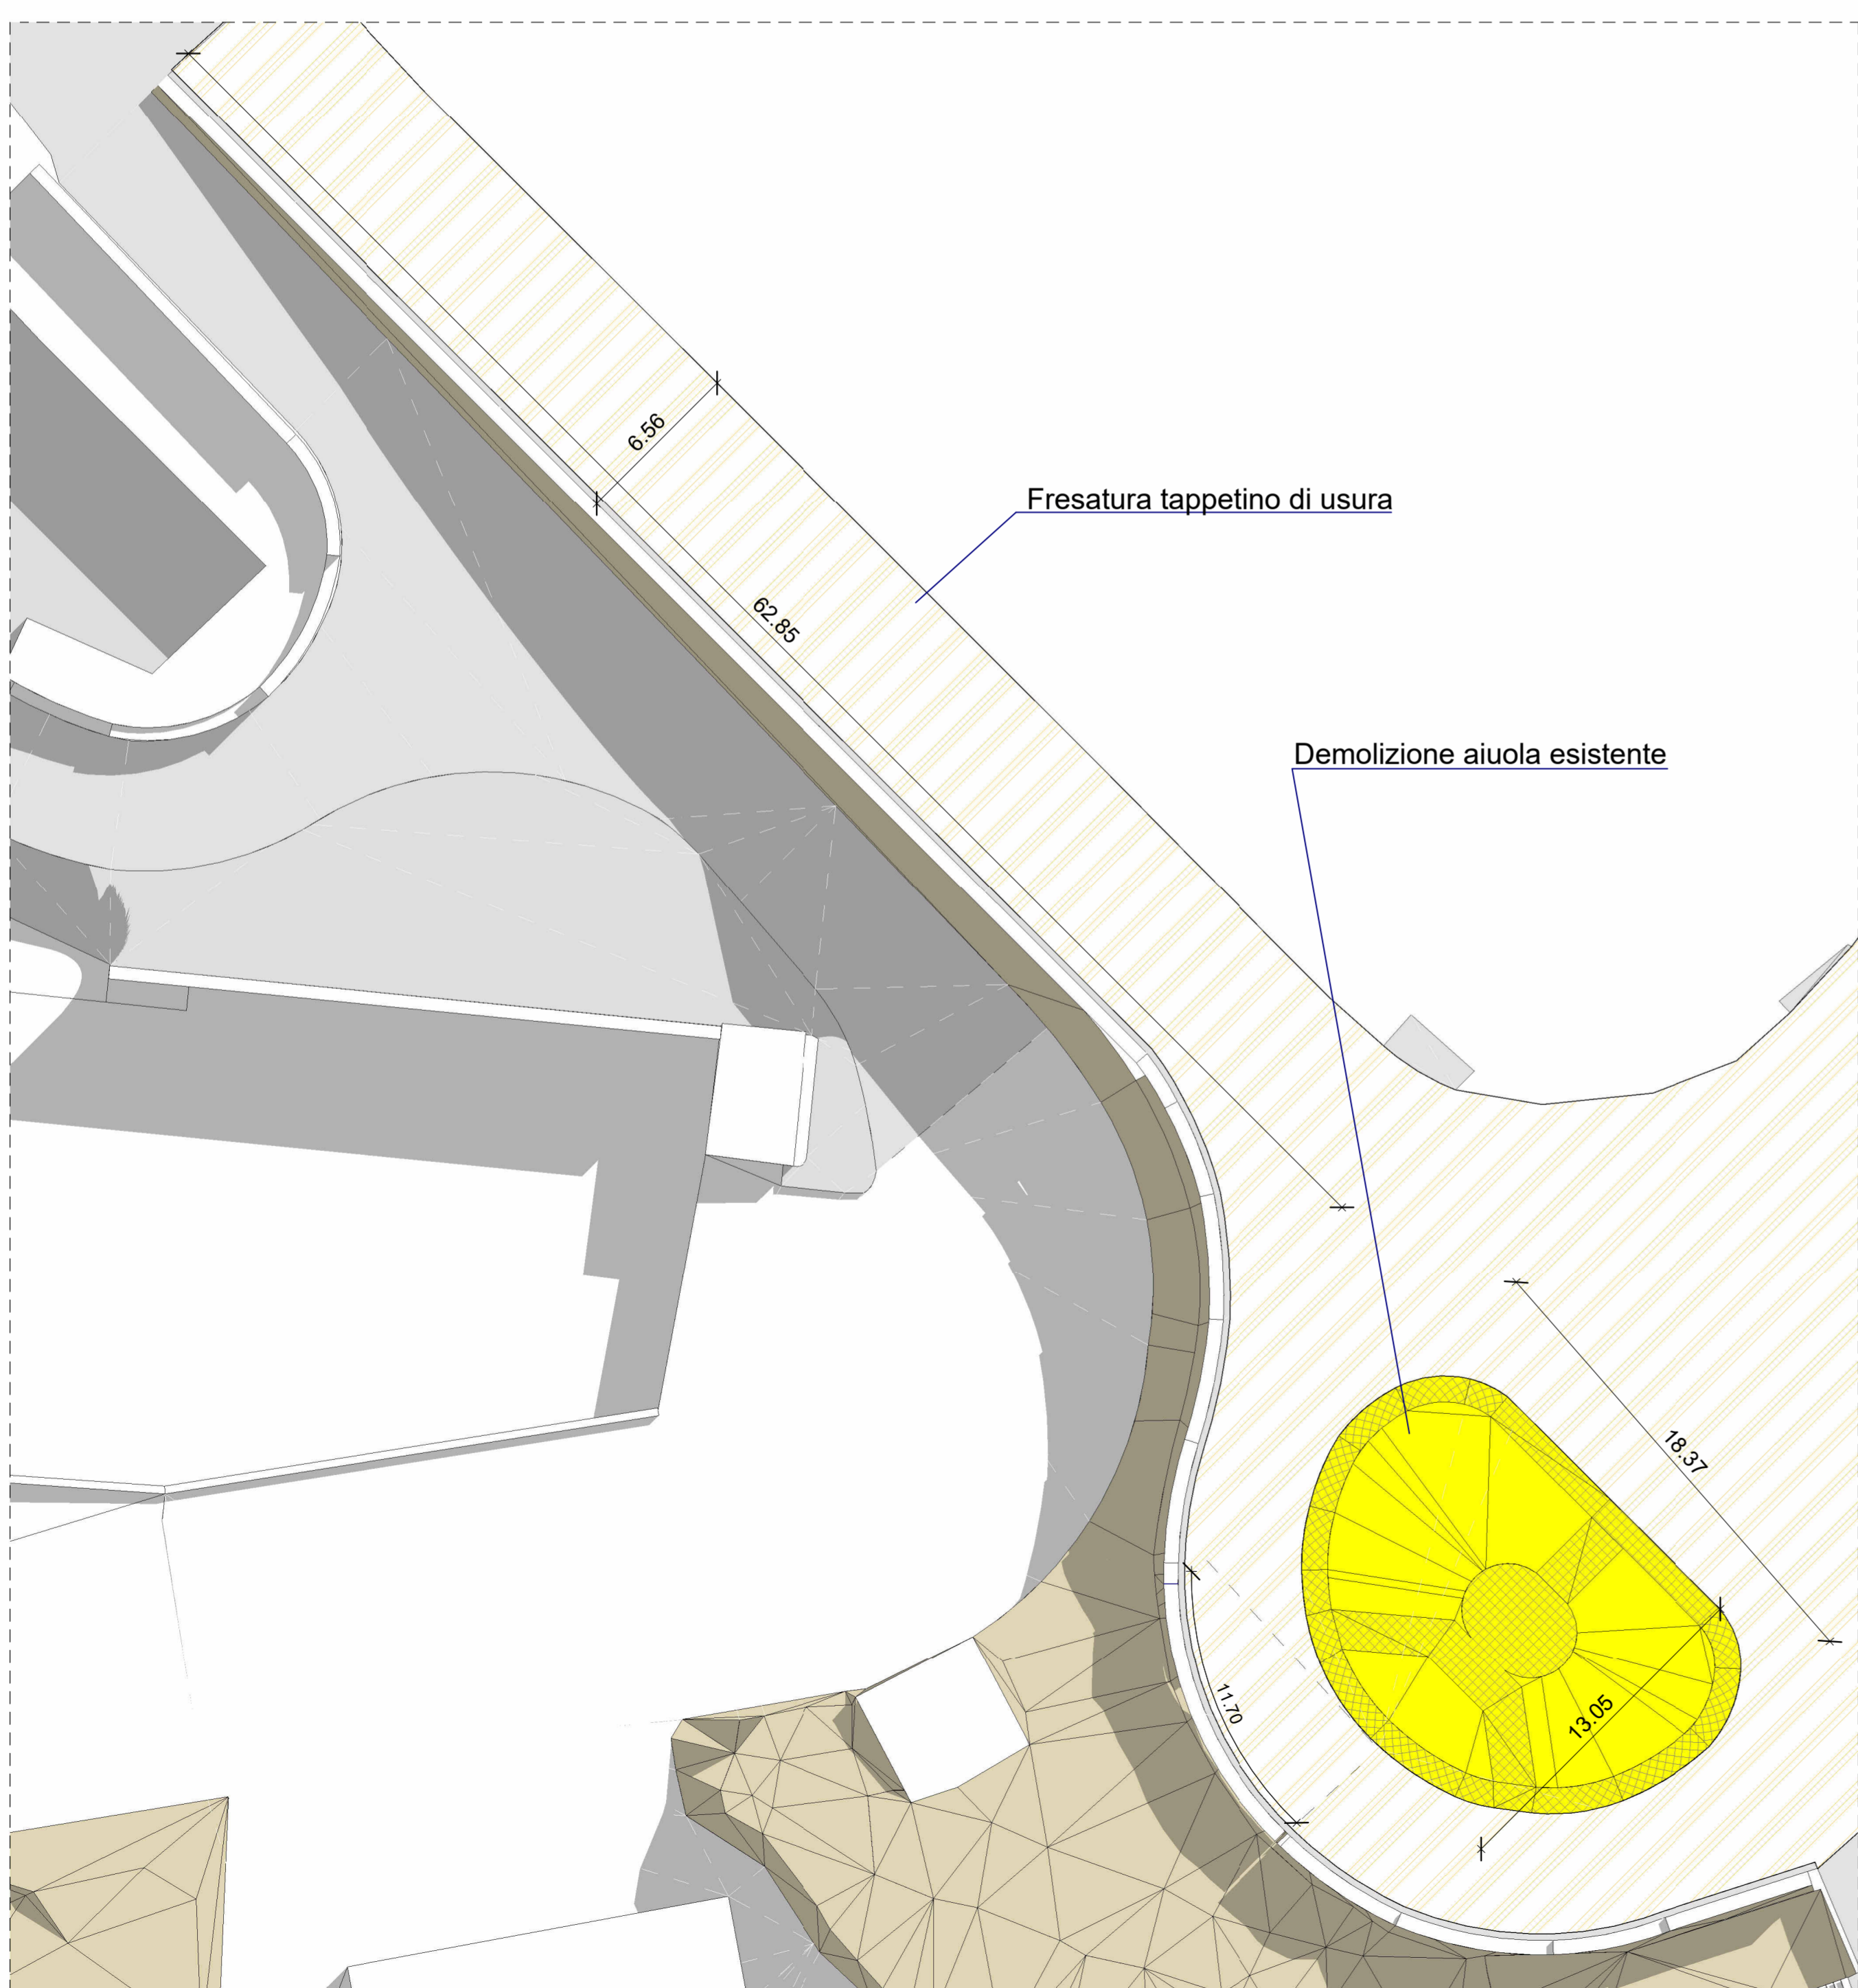 6.56
Fresatura tappetino di usura
62.85
Demolizione aiuola esistente
18.37
11.70
13.05